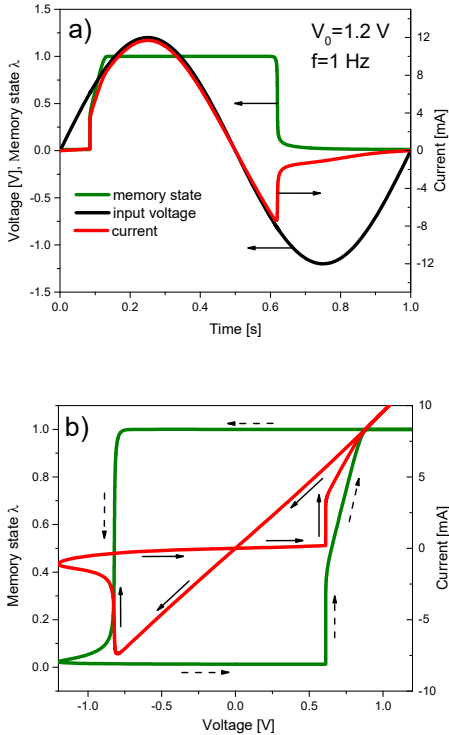 a)
V0=1.2 V
f=1 Hz
Voltage [V], Memory state λ
1.5
1.0
0.5
0.0
-0.5
-1.0
-1.5
12
8
4
0
-4
-8
-12
Current [mA]
memory state
input voltage
current
0.0 0.2 0.4 0.6 0.8 1.0
Time [s]
b)
Memory state λ
1.0
0.8
0.6
0.4
0.2
0.0
10
5
0
-5
-10
Current [mA]
-1.0 -0.5 0.0 0.5 1.0
Voltage [V]